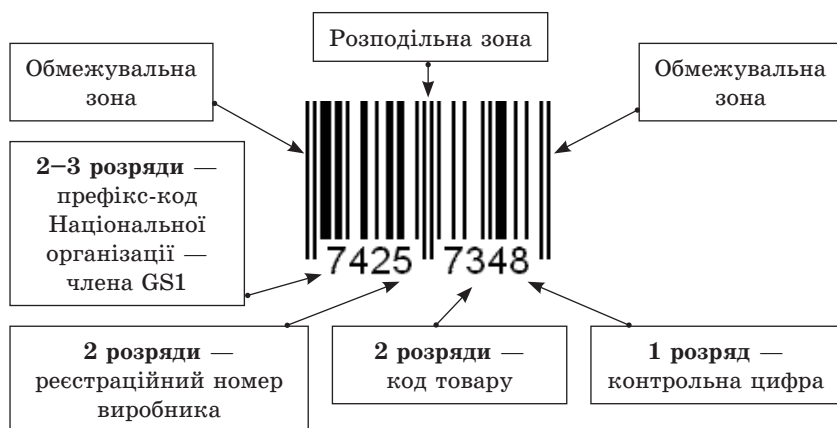 Розподільна зона
Обмежувальна
зона
Обмежувальна
зона
2–3 розряди —
префікс-код
Національної
організації —
члена GS1
7425 7348
2 розряди —
реєстраційний номер
виробника
2 розряди —
код товару
1 розряд —
контрольна цифра